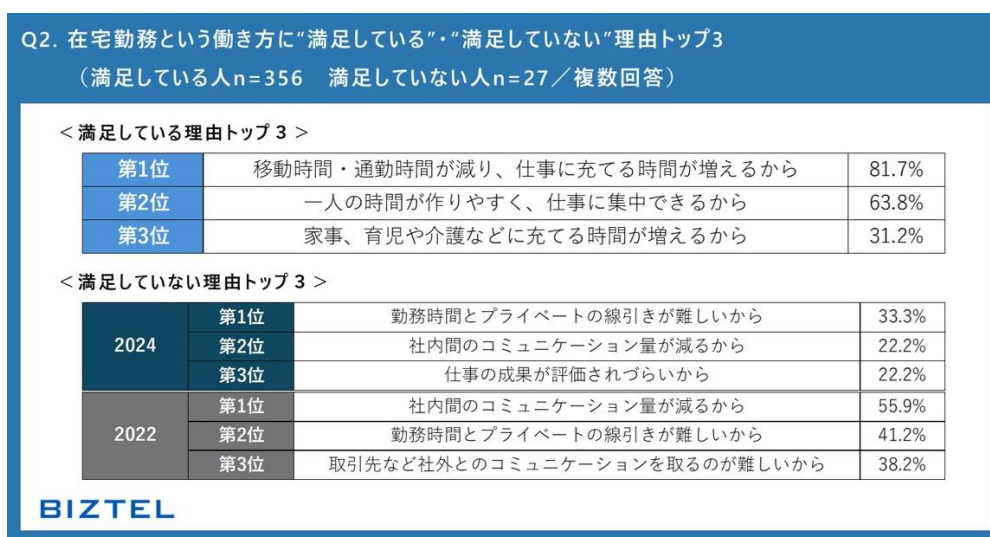 Q2. 在宅勤務という働き方に“満足している”・“満足していない”理由トップ3
（満足している人n=356　満足していない人n=27／複数回答）
＜満足している理由トップ３＞
第1位 移動時間・通勤時間が減り、仕事に充てる時間が増えるから 81.7%
第2位 一人の時間が作りやすく、仕事に集中できるから 63.8%
第3位 家事、育児や介護などに充てる時間が増えるから 31.2%
＜満足していない理由トップ３＞
2024
第1位 勤務時間とプライベートの線引きが難しいから 33.3%
第2位 社内間のコミュニケーション量が減るから 22.2%
第3位 仕事の成果が評価されづらいから 22.2%
2022
第1位 社内間のコミュニケーション量が減るから 55.9%
第2位 勤務時間とプライベートの線引きが難しいから 41.2%
第3位 取引先など社外とのコミュニケーションを取るのが難しいから 38.2%
BIZTEL